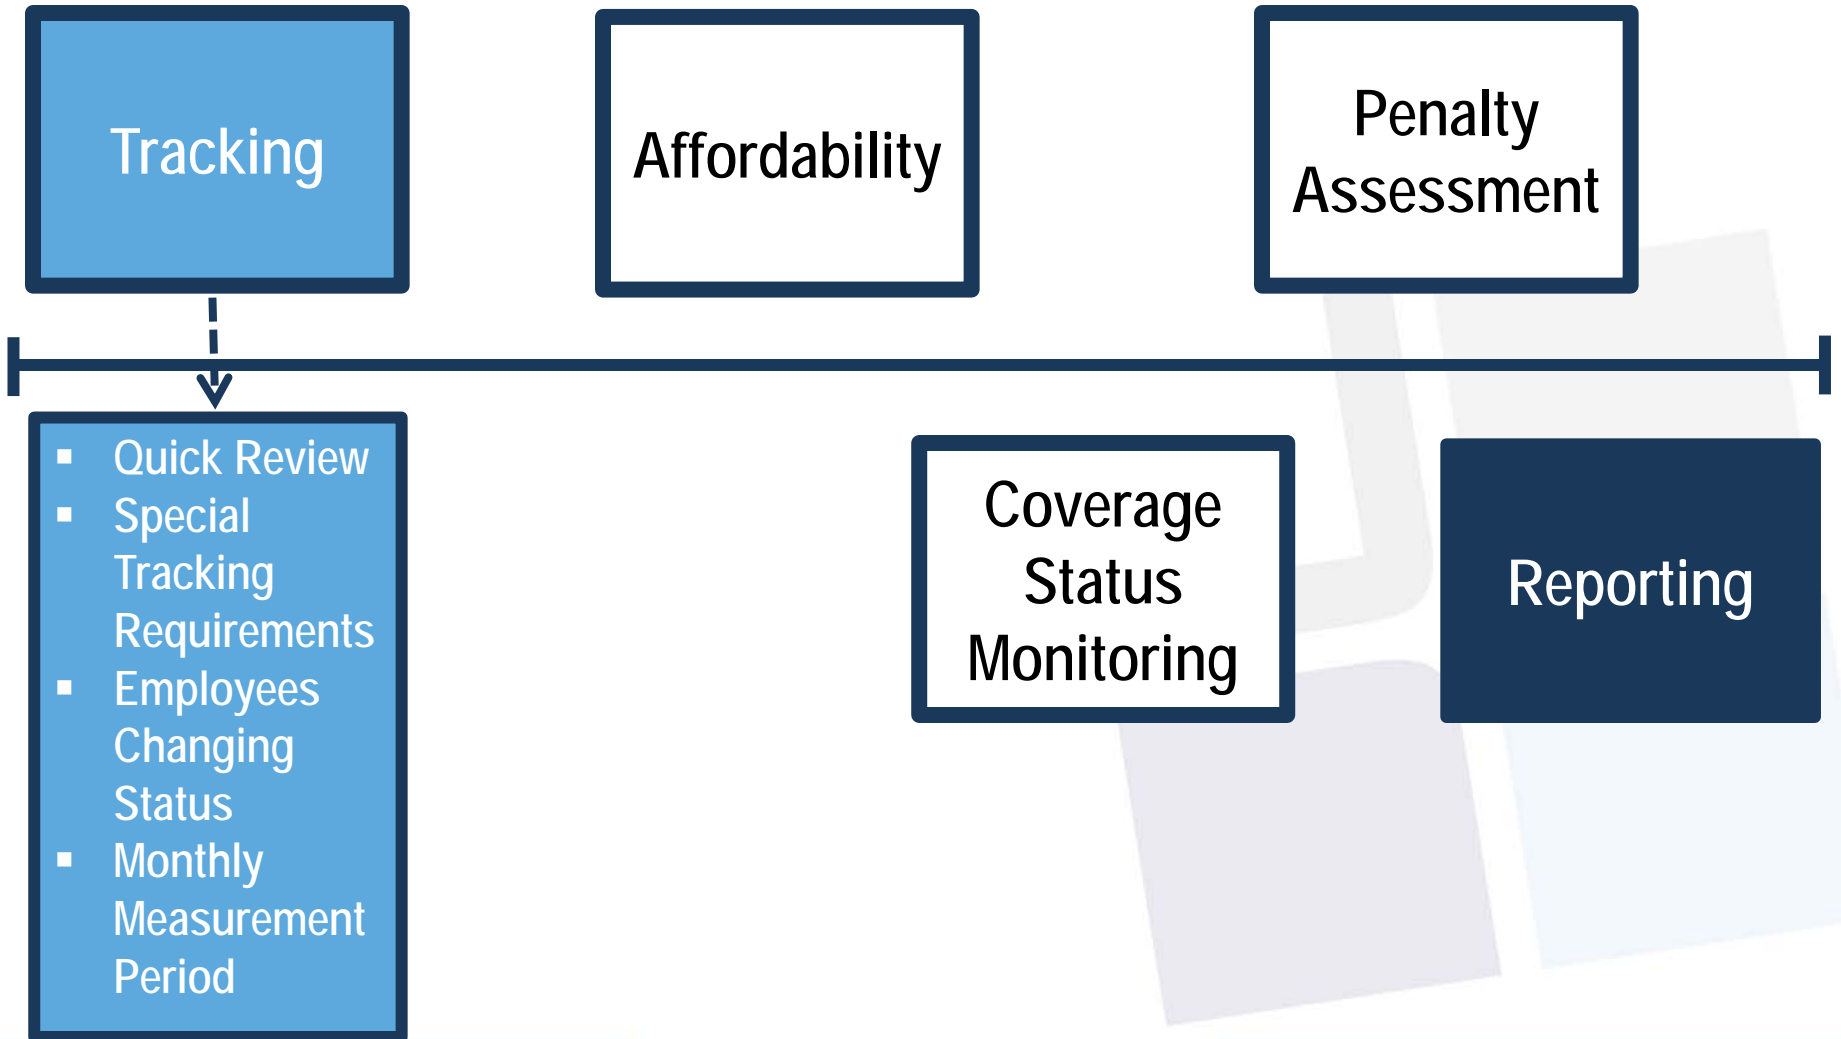 Tracking
Affordability
Penalty
Assessment
▪ Quick Review
▪ Special
Tracking
Requirements
▪ Employees
Changing
Status
▪ Monthly
Measurement
Period
Coverage
Status
Monitoring
Reporting